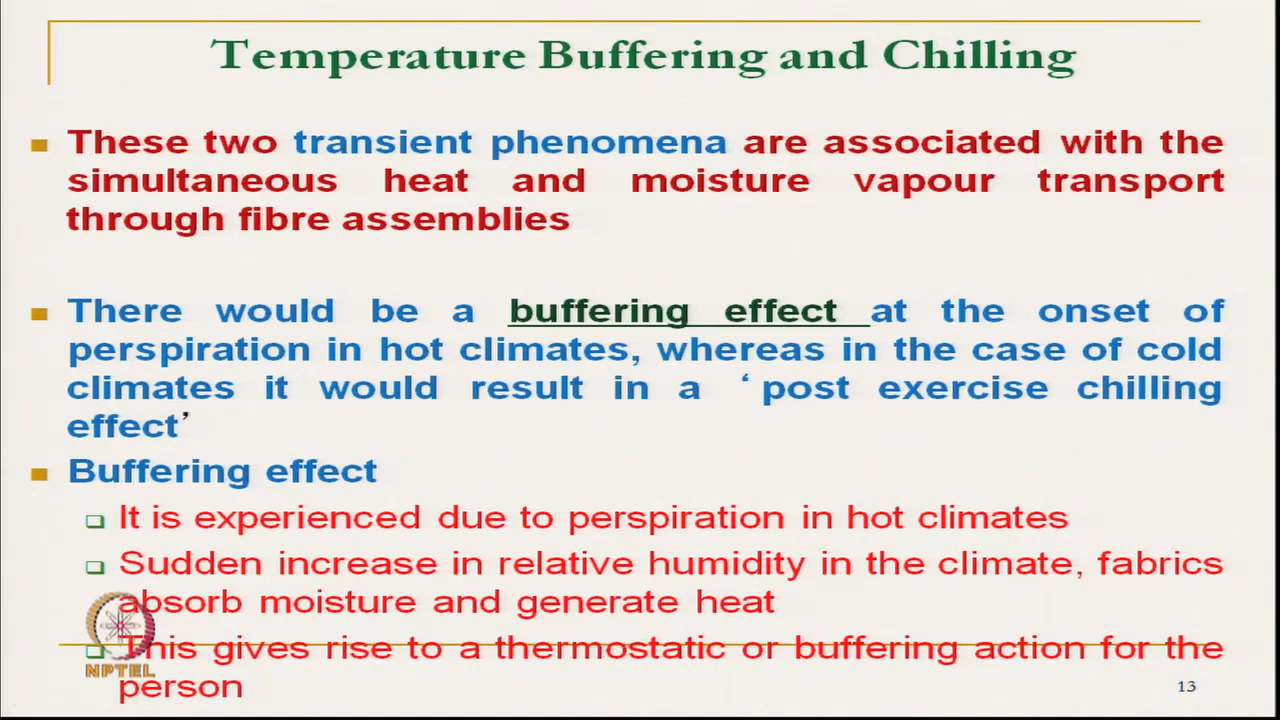 Temperature Buffering and Chilling
These two transient phenomena are associated with the
simultaneous heat and moisture vapour transport
through fibre assemblies
There would be a buffering effect at the onset of
perspiration in hot climates, whereas in the case of cold
climates it would result in a ‘post exercise chilling
effect’
Buffering effect
It is experienced due to perspiration in hot climates
Sudden increase in relative humidity in the climate, fabrics
absorb moisture and generate heat
This gives rise to a thermostatic or buffering action for the
person
NPTEL
13